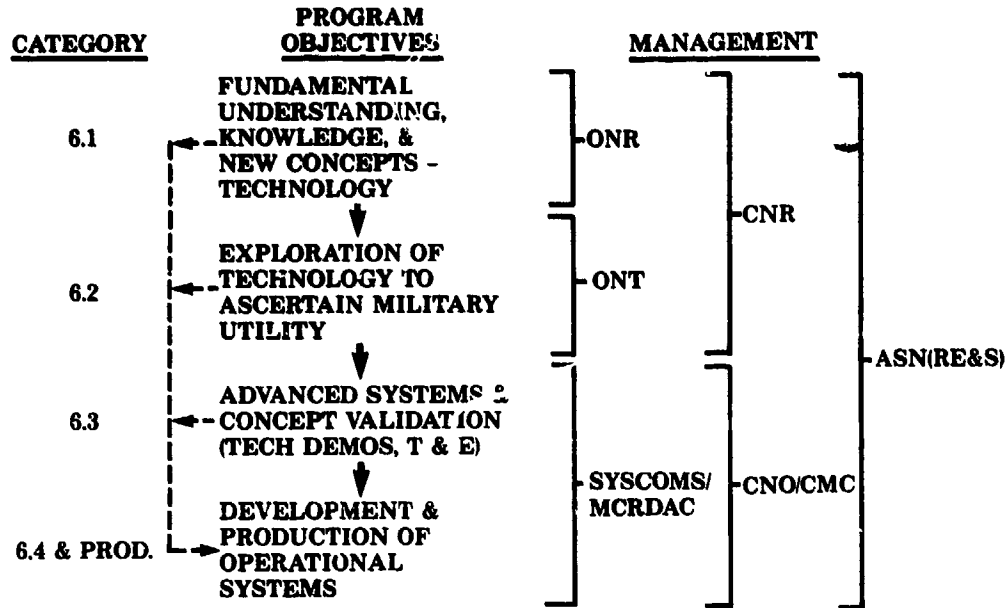 PROGRAM
CATEGORY OBJECTIVES MANAGEMENT
FUNDAMENTAL
UNDERSTANDING,
6.1 KNOWLEDGE, & ONR
NEW CONCEPTS –
TECHNOLOGY
CNR
EXPLORATION OF
TECHNOLOGY TO ONT
6.2 ASCERTAIN MILITARY
UTILITY
ASN(RE&S)
ADVANCED SYSTEMS &
6.3 CONCEPT VALIDATION
(TECH DEMOS, T & E)
SYSCOMS/ CNO/CMC
MCRDAC
DEVELOPMENT &
PRODUCTION OF
6.4 & PROD. OPERATIONAL
SYSTEMS